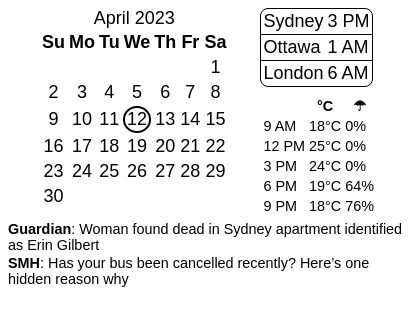 April 2023
Su Mo Tu We Th Fr Sa
1
2 3 4 5 6 7 8
9 10 11 12 13 14 15
16 17 18 19 20 21 22
23 24 25 26 27 28 29
30
Sydney 3 PM
Ottawa 1 AM
London 6 AM
°C ☂
9 AM 18°C 0%
12 PM 25°C 0%
3 PM 24°C 0%
6 PM 19°C 64%
9 PM 18°C 76%
Guardian: Woman found dead in Sydney apartment identified
as Erin Gilbert
SMH: Has your bus been cancelled recently? Here’s one
hidden reason why